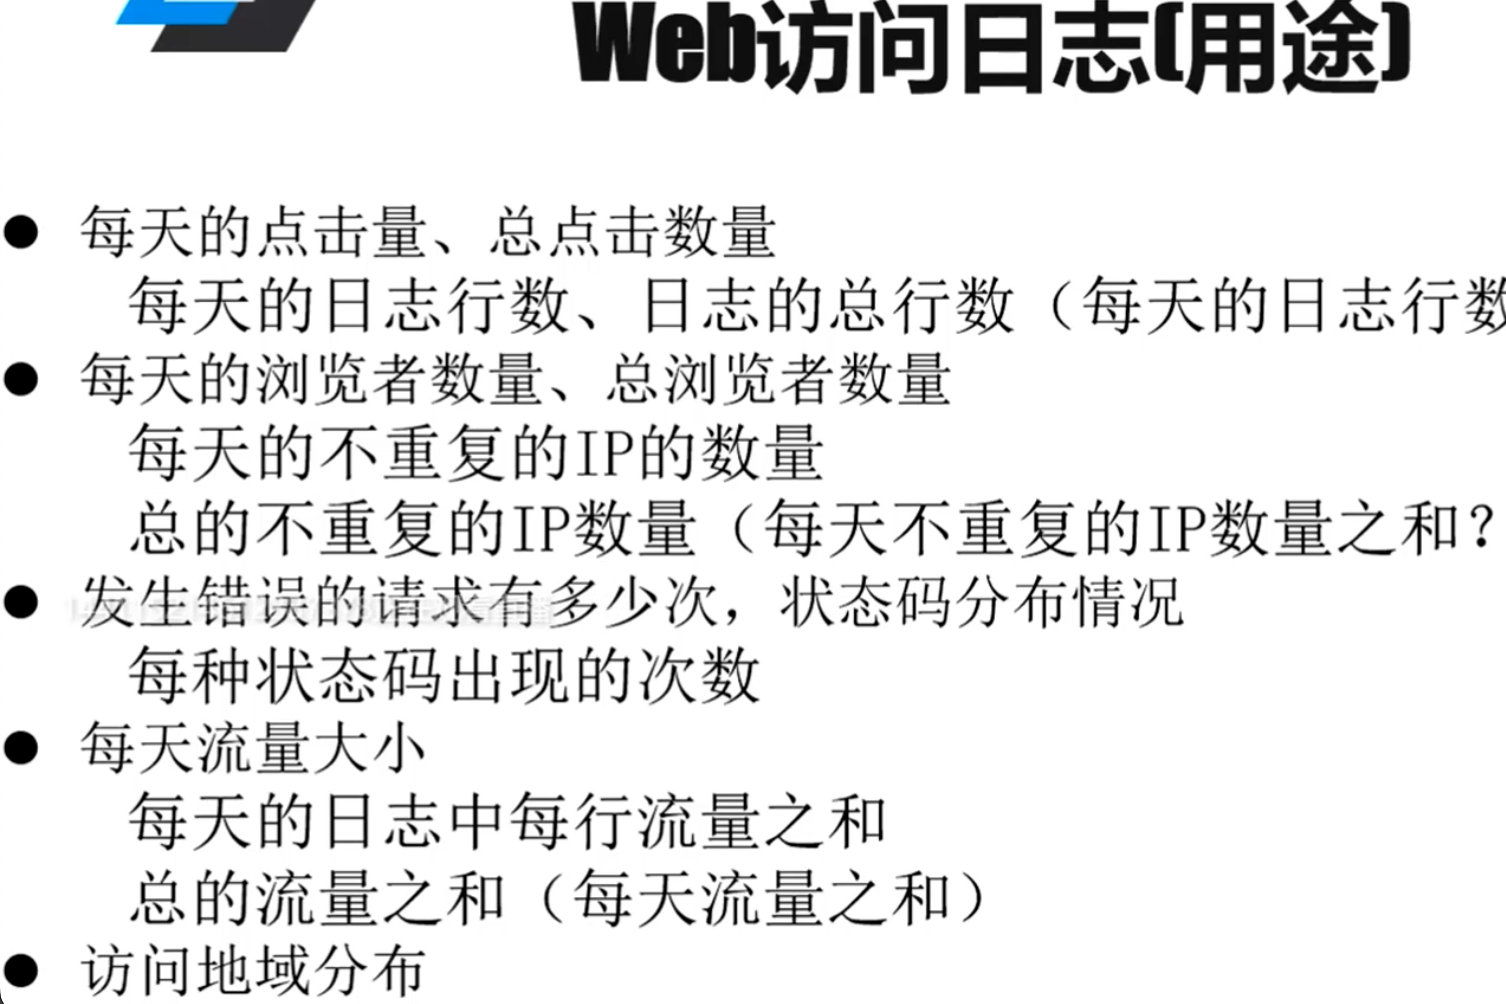 Web访问日志(用途)
● 每天的点击量、总点击数量
每天的日志行数、日志的总行数（每天的日志行数
● 每天的浏览者数量、总浏览者数量
每天的不重复的IP的数量
总的不重复的IP数量（每天不重复的IP数量之和?
● 发生错误的请求有多少次，状态码分布情况
每种状态码出现的次数
● 每天流量大小
每天的日志中每行流量之和
总的流量之和（每天流量之和）
● 访问地域分布